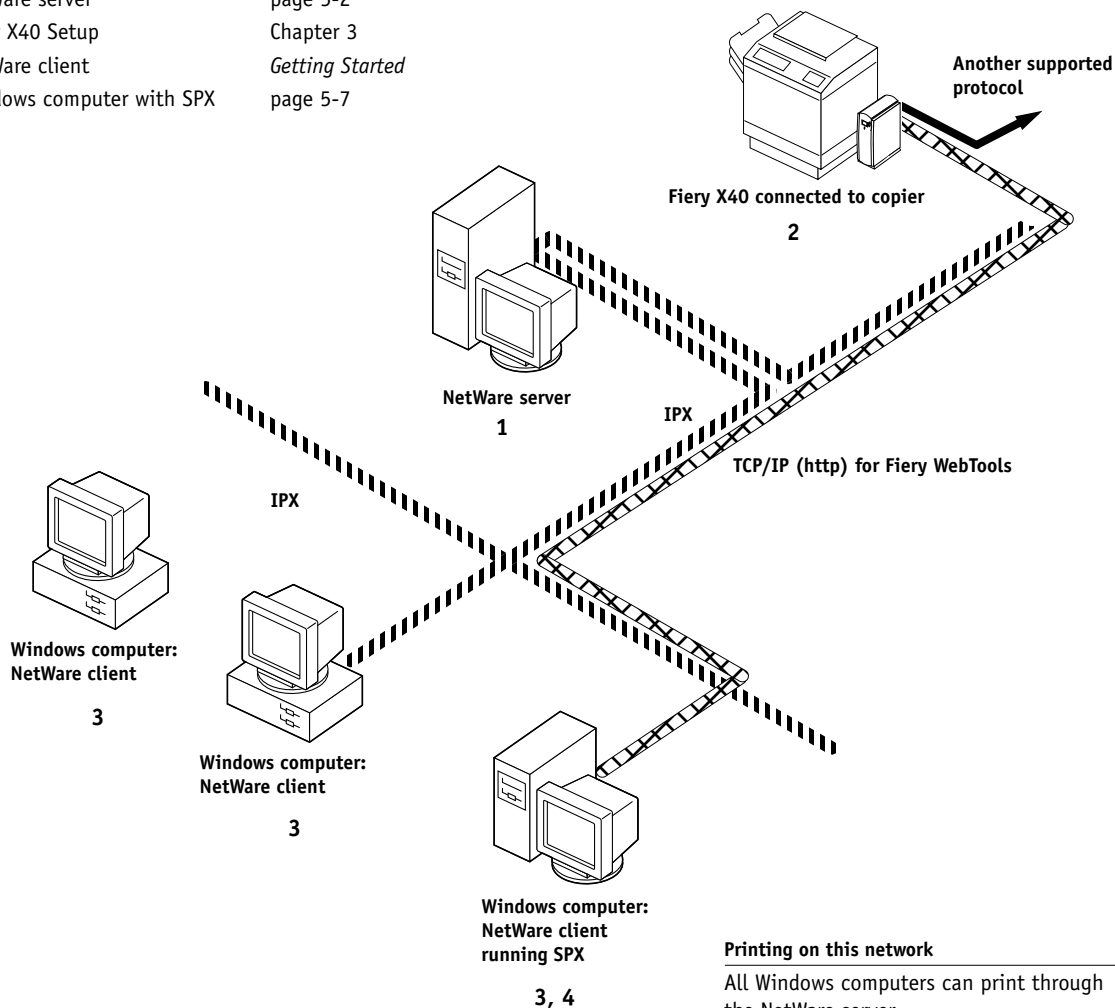 page 5-2
X40 Setup Chapter 3
client Getting Started
computer with SPX page 5-7
Another supported
protocol
Fiery X40 connected to copier
2
NetWare server
1
IPX
TCP/IP (http) for Fiery WebTools
IPX
Windows computer:
NetWare client
3
Windows computer:
NetWare client
3
Windows computer:
NetWare client
running SPX
3, 4
Printing on this network
All Windows computers can print through
the NetWare server